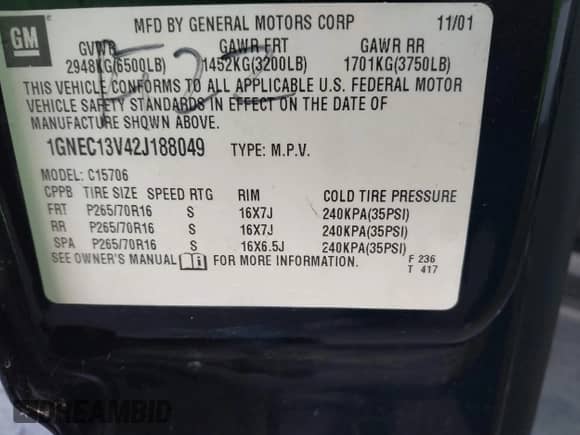 GM
MFD BY GENERAL MOTORS CORP 11/01
GVWR GAWR FRT GAWR RR
2948KG(6500LB) 1452KG(3200LB) 1701KG(3750LB)
THIS VEHICLE CONFORMS TO ALL APPLICABLE U.S. FEDERAL MOTOR
VEHICLE SAFETY STANDARDS IN EFFECT ON THE DATE OF
MANUFACTURE SHOWN ABOVE.
1GNEC13V42J188049 TYPE: M.P.V.
MODEL: C15706
CPPB TIRE SIZE SPEED RTG RIM COLD TIRE PRESSURE
FRT P265/70R16 S 16X7J 240KPA(35PSI)
RR P265/70R16 S 16X7J 240KPA(35PSI)
SPA P265/70R16 S 16X6.5J 240KPA(35PSI)
SEE OWNER'S MANUAL FOR MORE INFORMATION.
F 236
T 417
DREAMBID